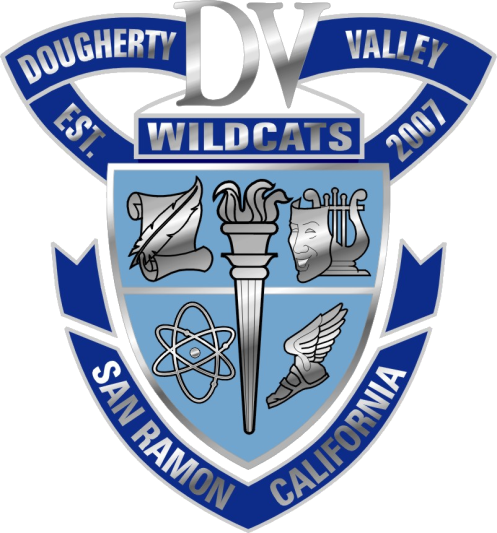 DV
DOUGHERTY VALLEY
EST. 2007
WILDCATS
SAN RAMON CALIFORNIA